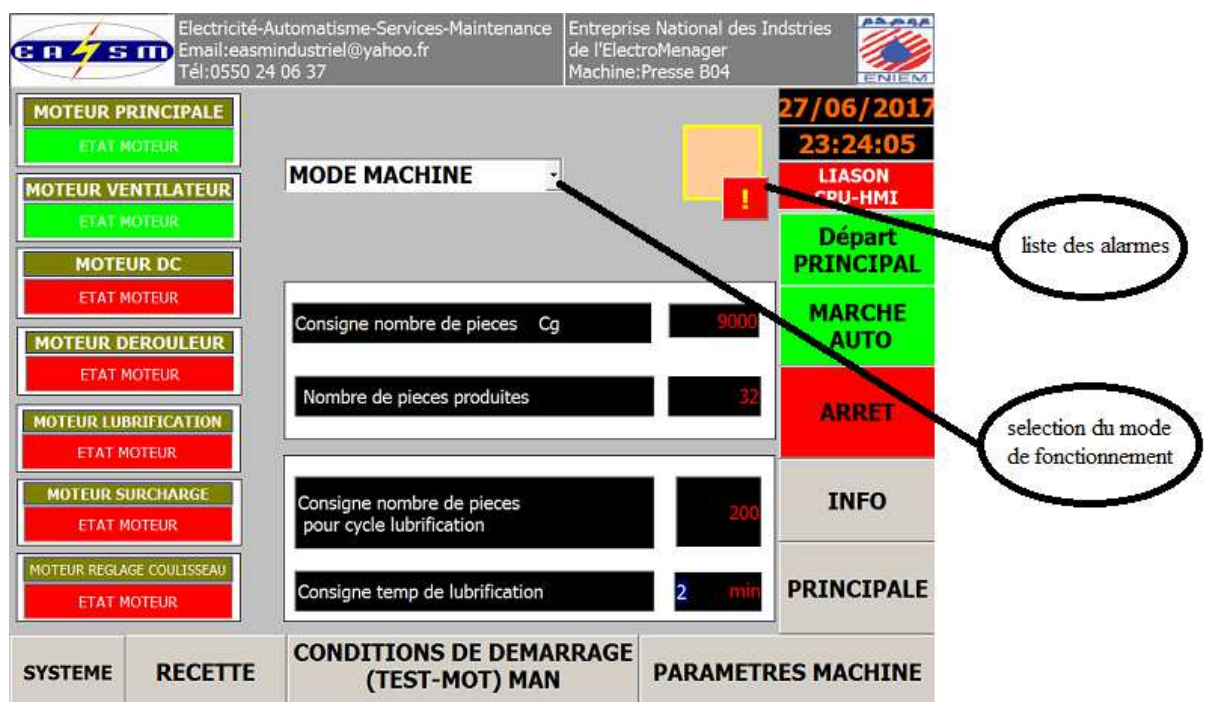 EASM
Electricité-Automatisme-Services-Maintenance
Email:easmindustriel@yahoo.fr
Tél:0550 24 06 37
Entreprise National des Indstries
de l'ElectroMenager
Machine:Presse B04
ENIEM
MOTEUR PRINCIPALE
ETAT MOTEUR
MOTEUR VENTILATEUR
ETAT MOTEUR
MOTEUR DC
ETAT MOTEUR
MOTEUR DEROULEUR
ETAT MOTEUR
MOTEUR LUBRIFICATION
ETAT MOTEUR
MOTEUR SURCHARGE
ETAT MOTEUR
MOTEUR REGLAGE COULISSEAU
ETAT MOTEUR
MODE MACHINE
!
Consigne nombre de pieces Cg
9000
Nombre de pieces produites
32
Consigne nombre de pieces
pour cycle lubrification
200
Consigne temp de lubrification
2 min
27/06/2017
23:24:05
LIASON
CPU-HMI
Départ
PRINCIPAL
MARCHE
AUTO
ARRET
INFO
PRINCIPALE
liste des alarmes
selection du mode
de fonctionnement
SYSTEME
RECETTE
CONDITIONS DE DEMARRAGE
(TEST-MOT) MAN
PARAMETRES MACHINE